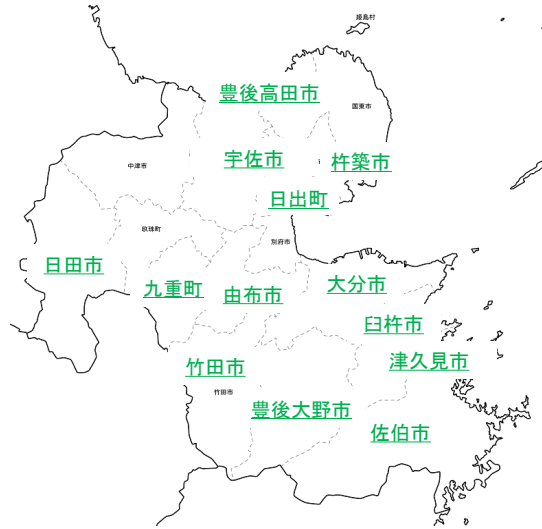 姫島村
豊後高田市
国東市
宇佐市
杵築市
中津市
日出町
玖珠町
別府市
日田市
九重町
由布市
大分市
臼杵市
津久見市
竹田市
竹田市
豊後大野市
佐伯市